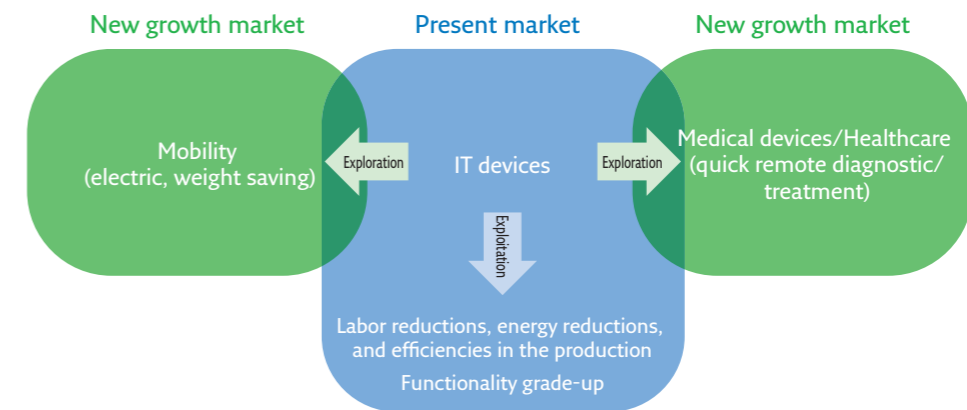 New growth market
Present market
New growth market
Mobility
(electric, weight saving)
Exploration
IT devices
Exploration
Medical devices/Healthcare
(quick remote diagnostic/
treatment)
Exploitation
Labor reductions, energy reductions,
and efficiencies in the production
Functionality grade-up